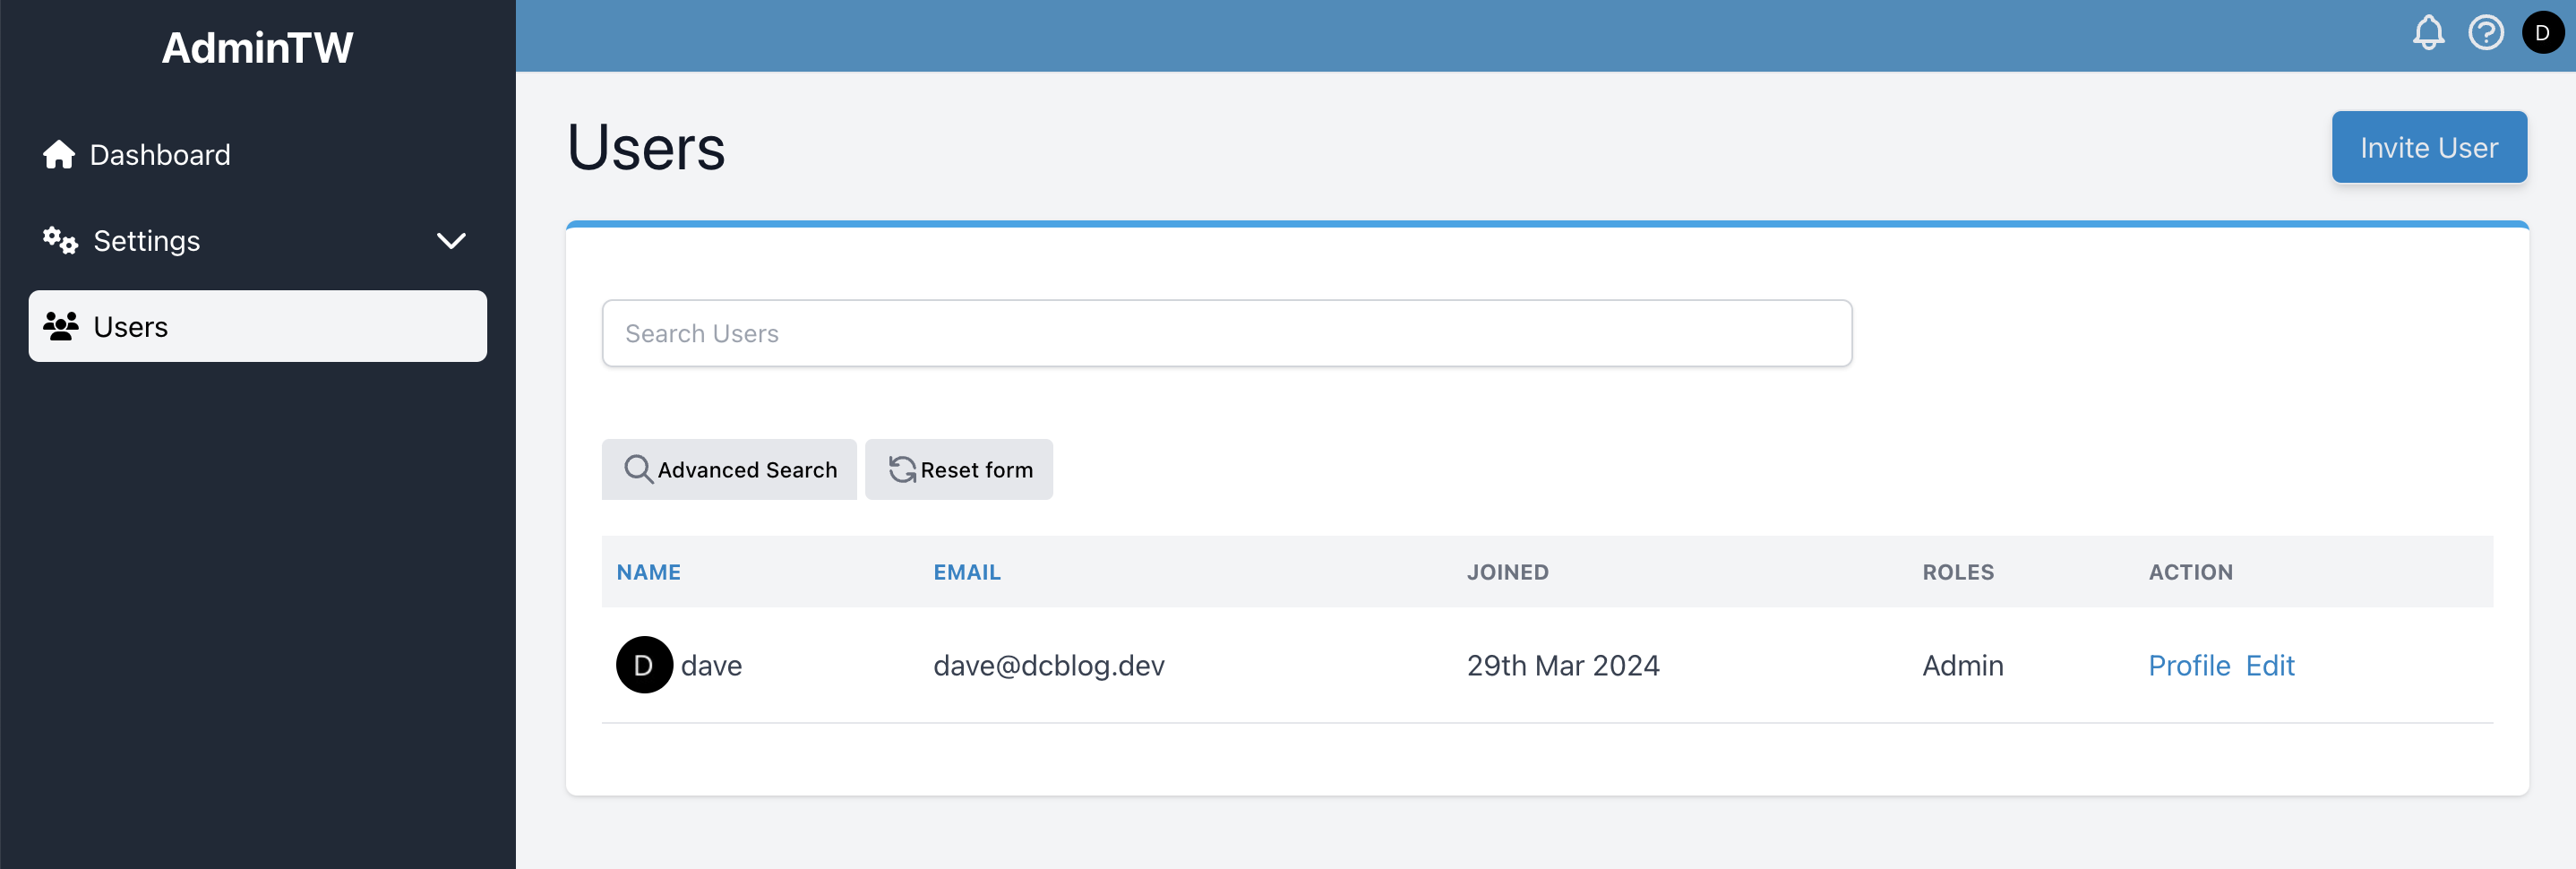 AdminTW
D
Dashboard
Settings
Users
Users
Invite User
Search Users
Advanced Search
Reset form
NAME EMAIL JOINED ROLES ACTION
D dave dave@dcblog.dev 29th Mar 2024 Admin Profile Edit